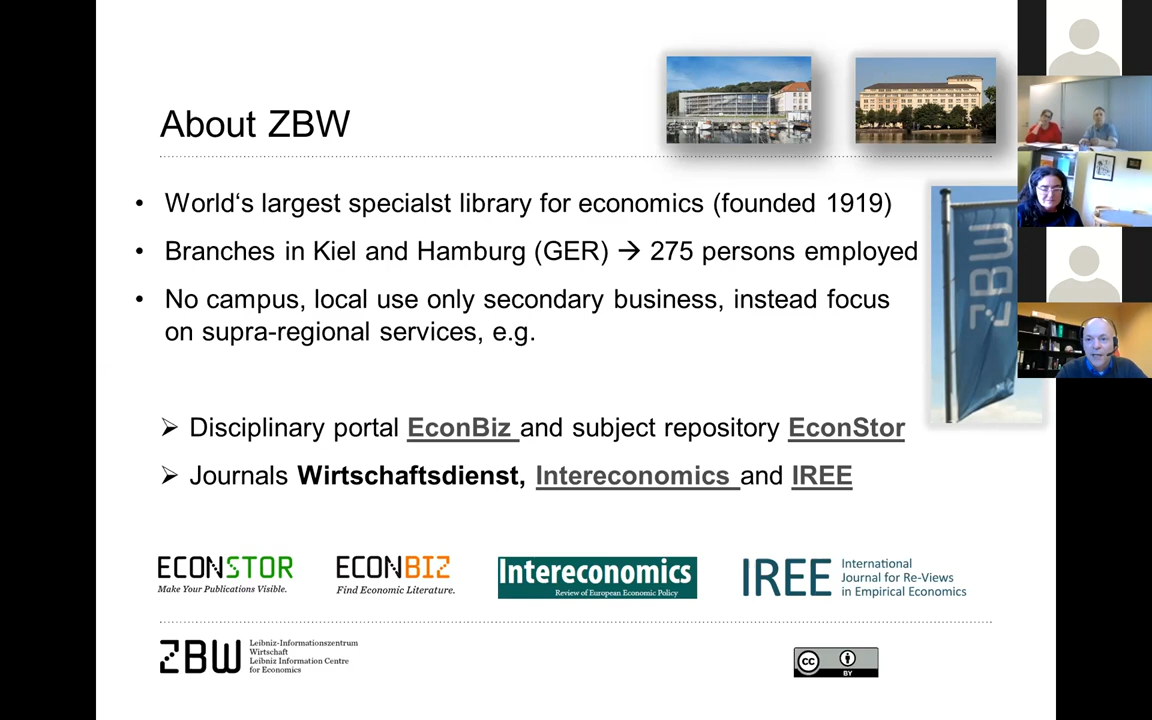 About ZBW
• World's largest specialst library for economics (founded 1919)
• Branches in Kiel and Hamburg (GER) → 275 persons employed
• No campus, local use only secondary business, instead focus
on supra-regional services, e.g.
➢ Disciplinary portal EconBiz and subject repository EconStor
➢ Journals Wirtschaftsdienst, Intereconomics and IREE
ZBW
ECONSTOR
Make Your Publications Visible.
ECONBIZ
Find Economic Literature.
Intereconomics
Review of European Economic Policy
IREE
International
Journal for Re-Views
in Empirical Economics
ZBW
Leibniz-Informationszentrum
Wirtschaft
Leibniz Information Centre
for Economics
CC
BY